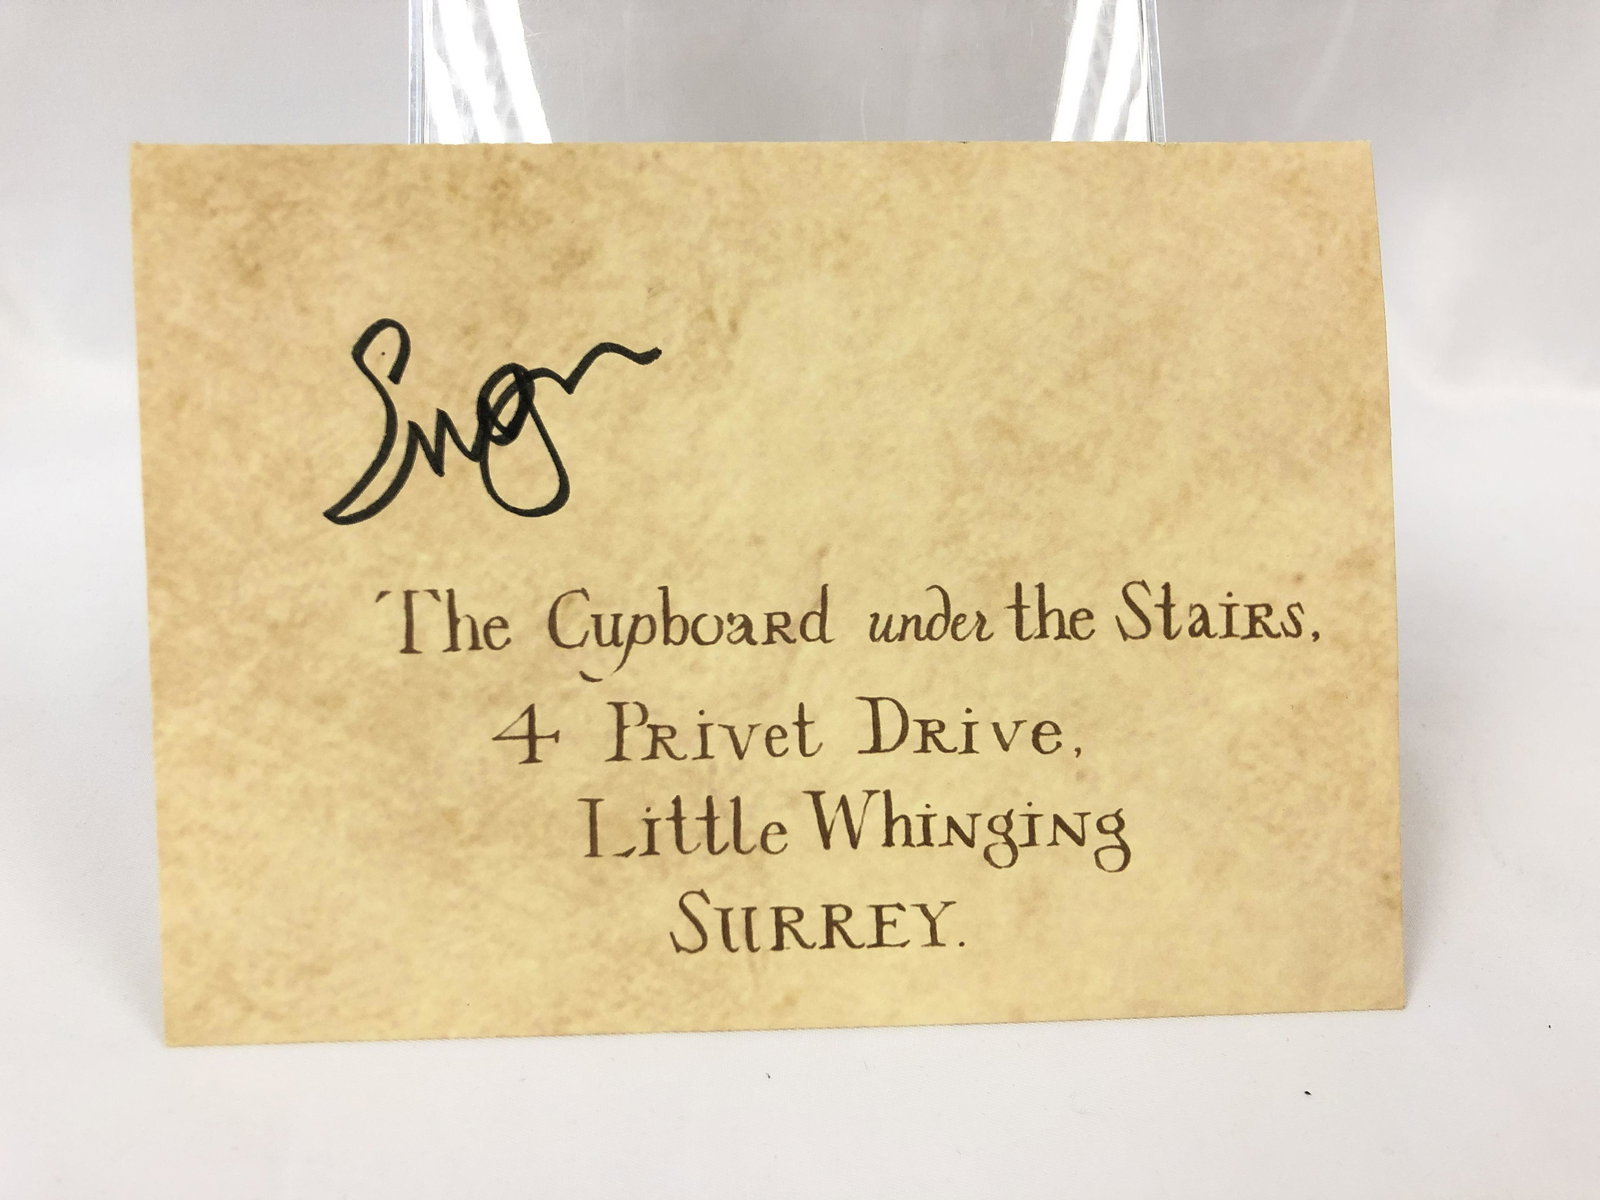 The Cupboard under the Stairs,
4 Privet Drive,
Little Whinging
SURREY.